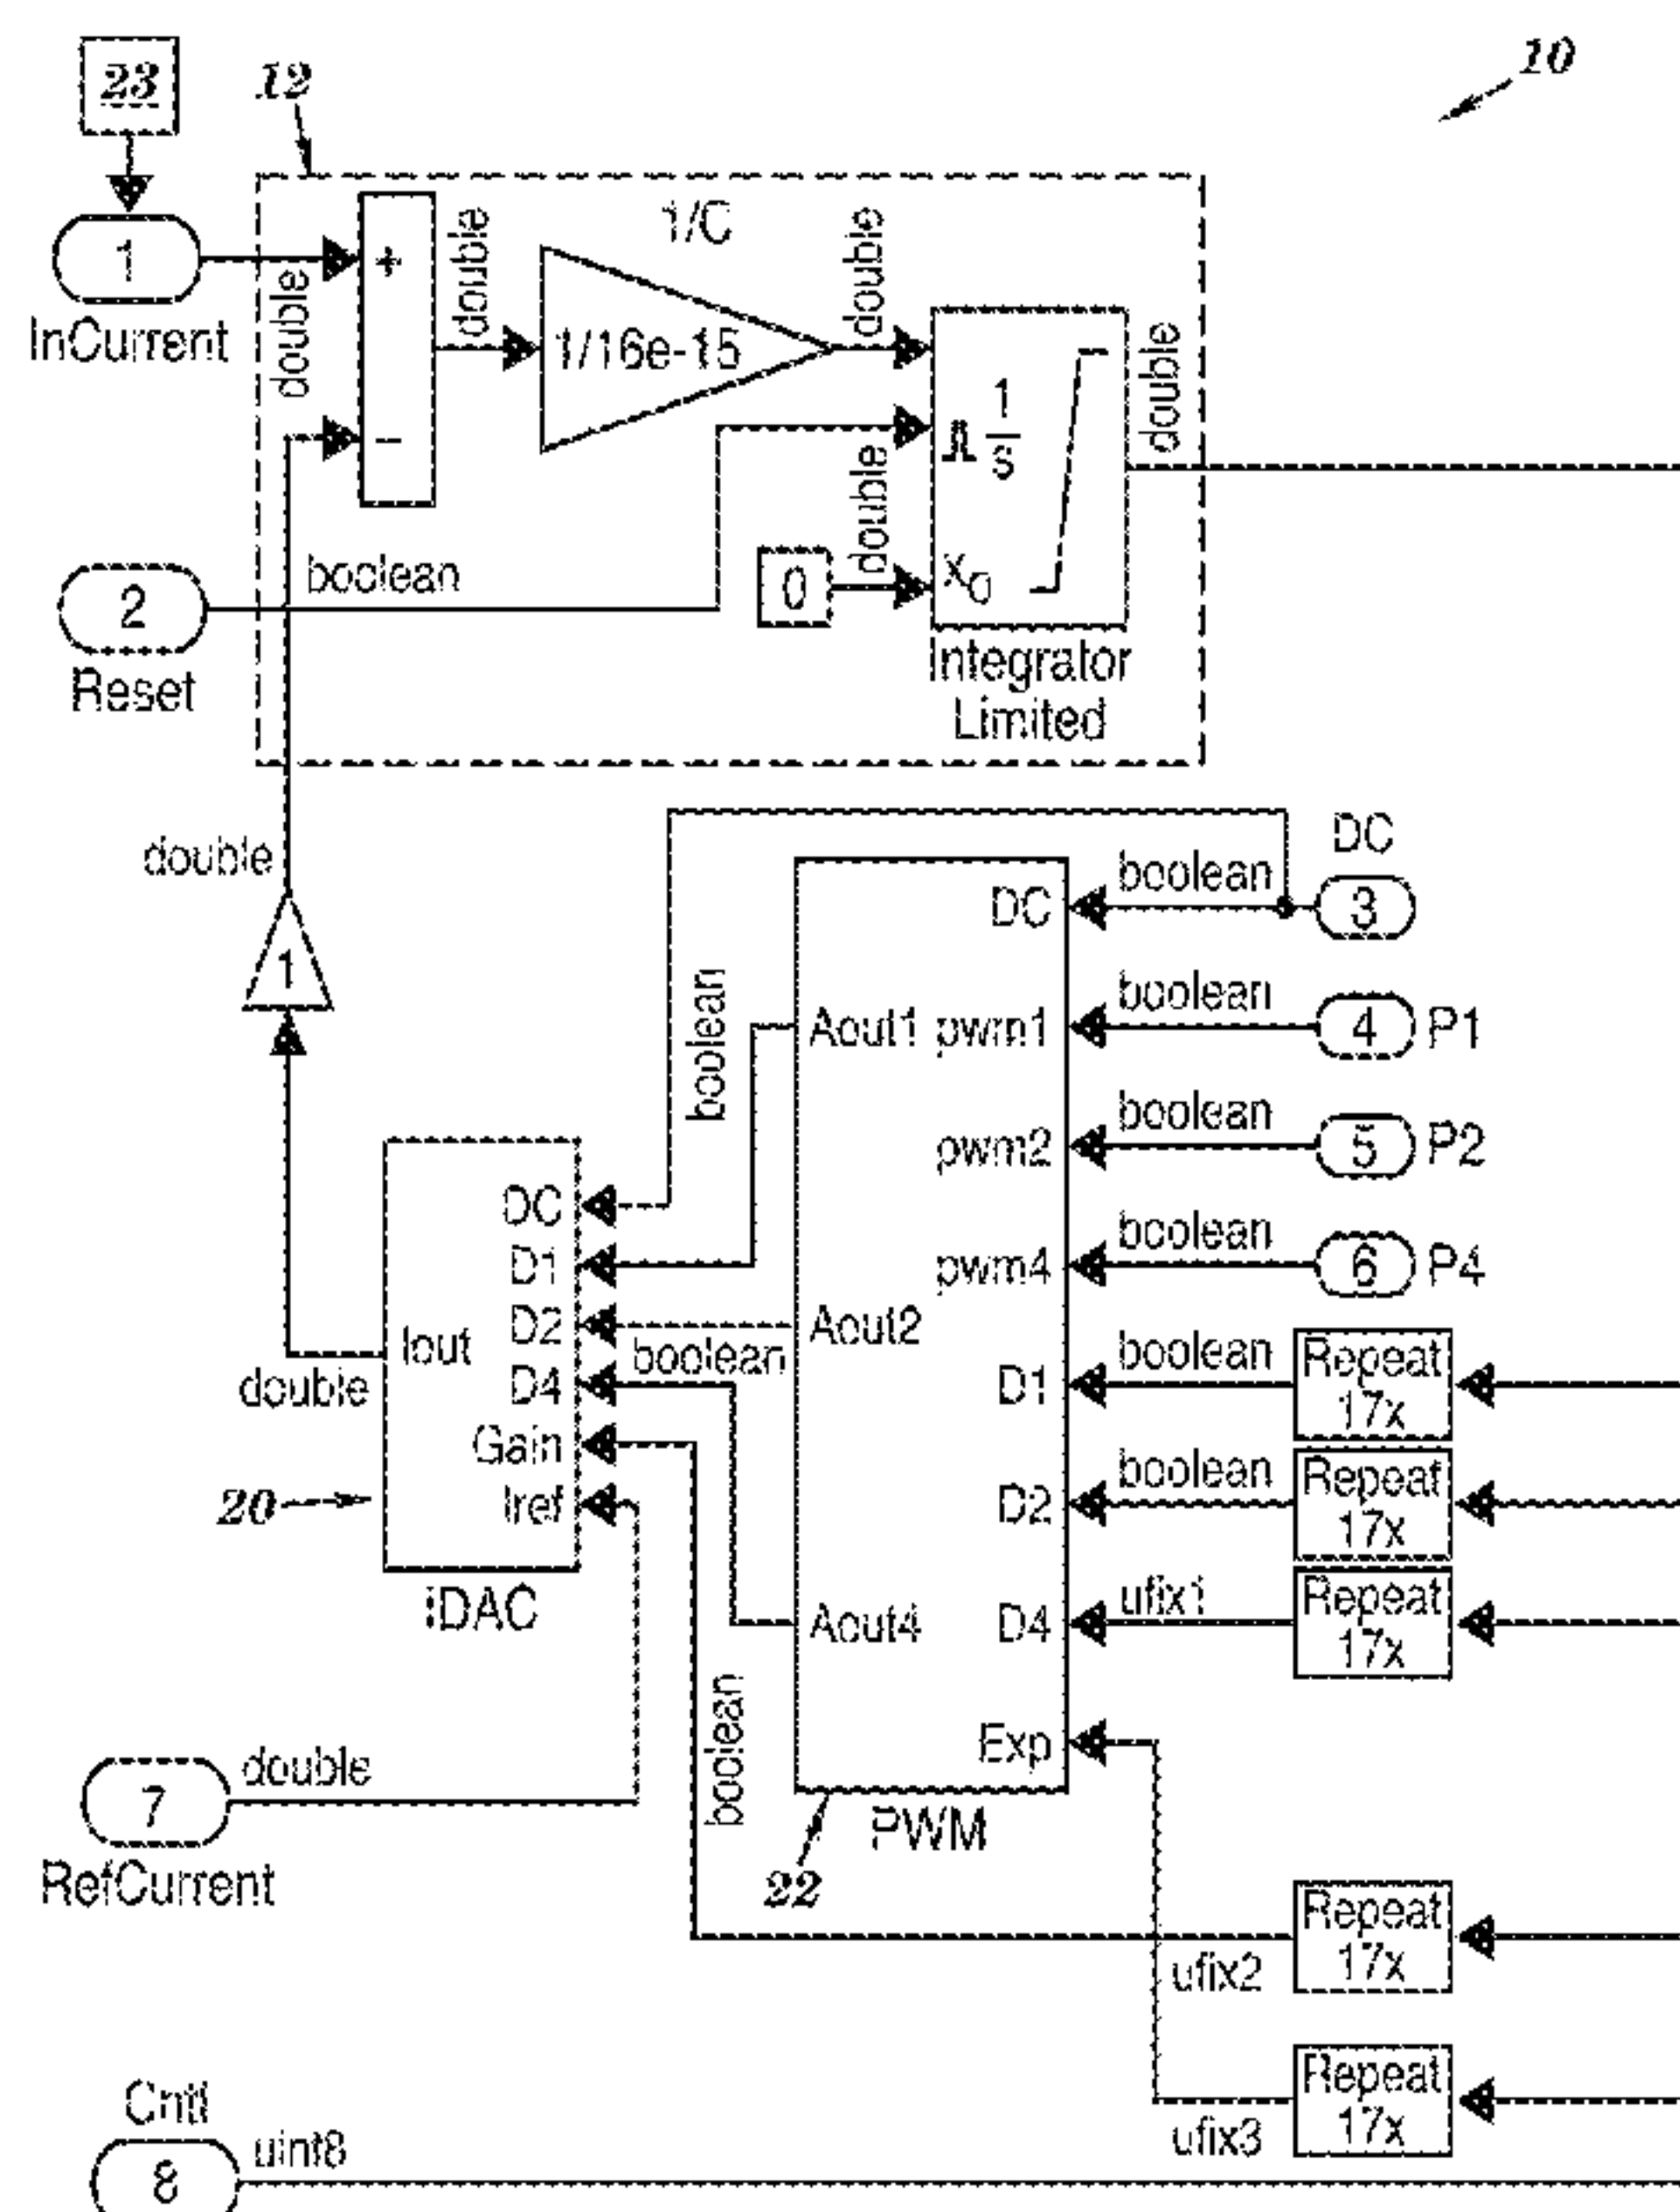 10
23
12
1/C
1
InCurrent
double
+
-
double
1/16e-15
double
1
s
x0
double
Integrator
Limited
double
0
2
Reset
boolean
double
1
DC
3
boolean
DC
boolean
4
P1
Aout1
pwm1
boolean
boolean
5
P2
pwm2
boolean
6
P4
pwm4
DC
D1
D2
D4
Gain
Iref
Iout
double
IDAC
20
Aout2
boolean
boolean
D1
Repeat
17x
boolean
D2
Repeat
17x
ufix1
Aout4
D4
Repeat
17x
Exp
PWM
22
boolean
7
double
RefCurrent
Repeat
17x
ufix2
Repeat
17x
ufix3
Cntl
8
uint8